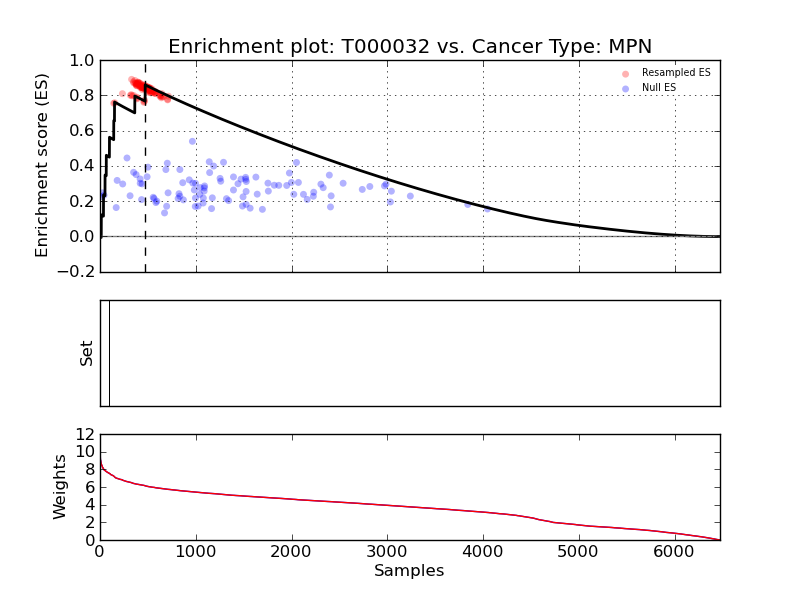 Enrichment plot: T000032 vs. Cancer Type: MPN
Enrichment score (ES)
1.0
0.8
0.6
0.4
0.2
0.0
−0.2
Resampled ES
Null ES
Set
Weights
12
10
8
6
4
2
0
0 1000 2000 3000 4000 5000 6000
Samples